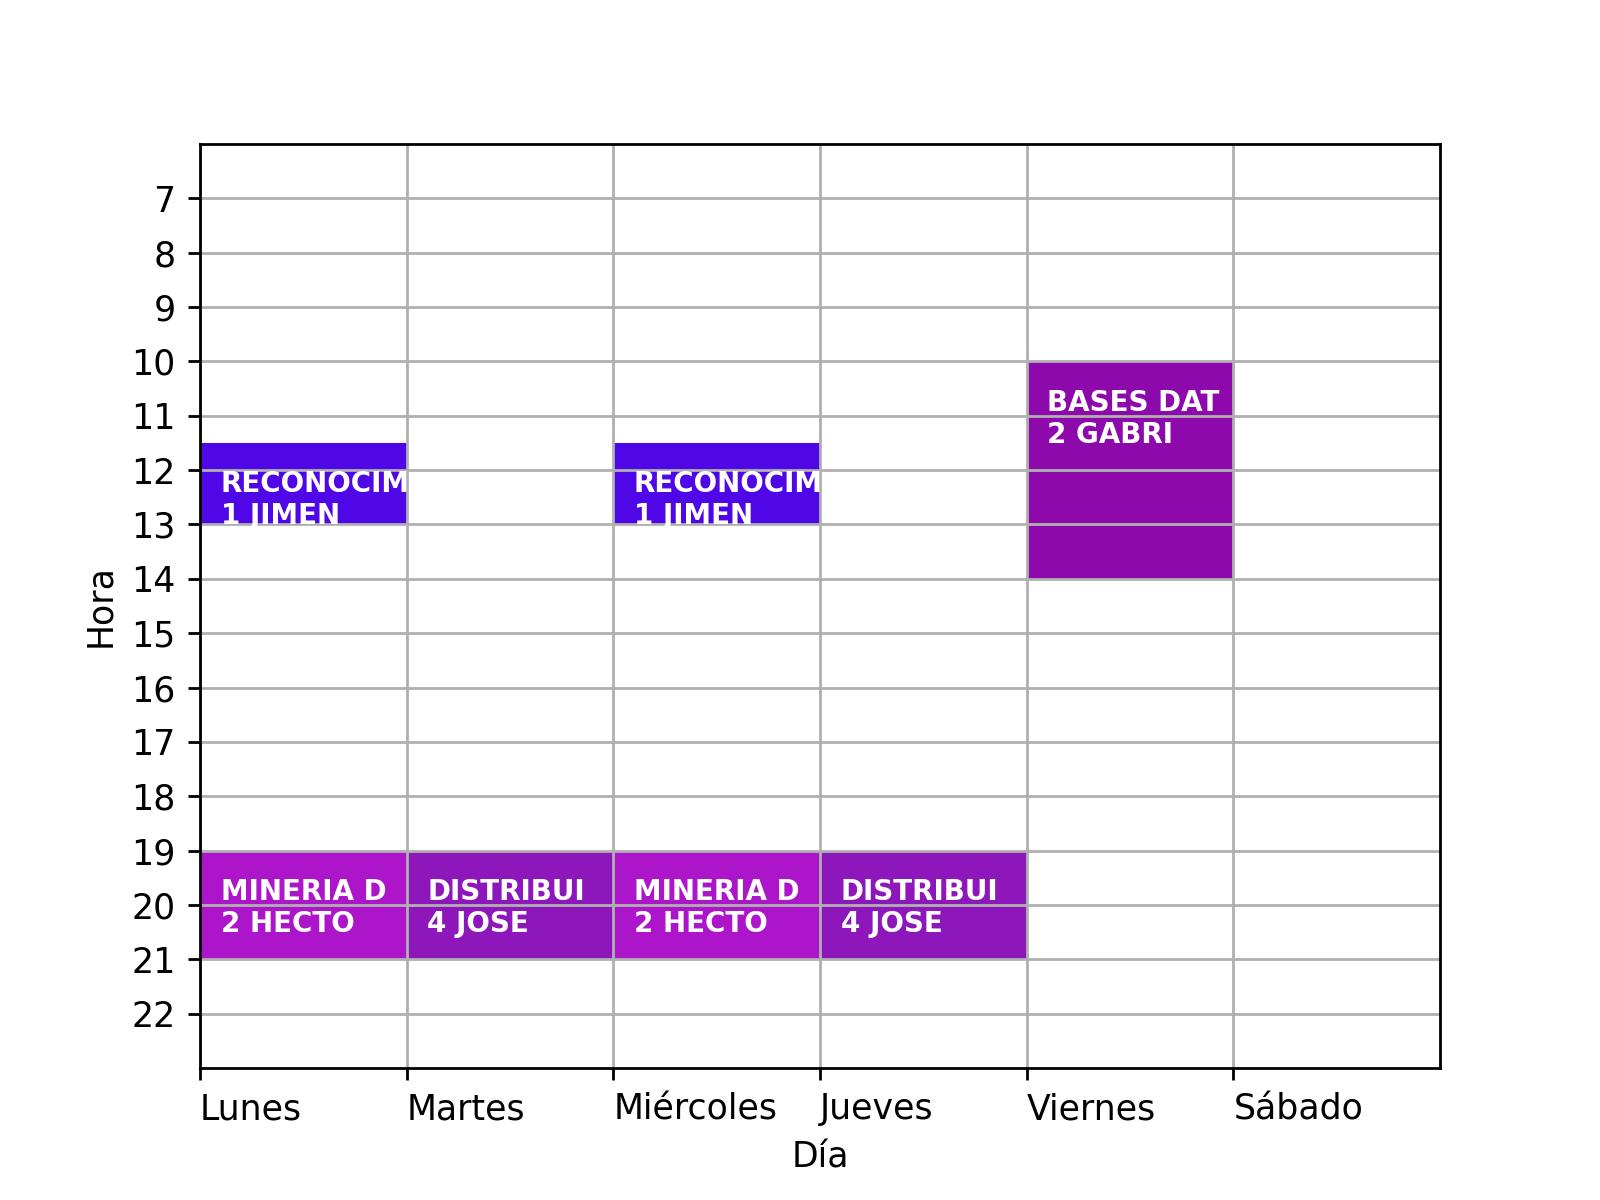 7
8
9
10
BASES DAT
11
2 GABRI
12
RECONOCIM
RECONOCIM
1 JIMEN
1 JIMEN
13
14
Hora
15
16
17
18
19
MINERIA D
DISTRIBUI
MINERIA D
DISTRIBUI
20
2 HECTO
4 JOSE
2 HECTO
4 JOSE
21
22
Lunes
Martes
Miércoles
Jueves
Viernes
Sábado
Día